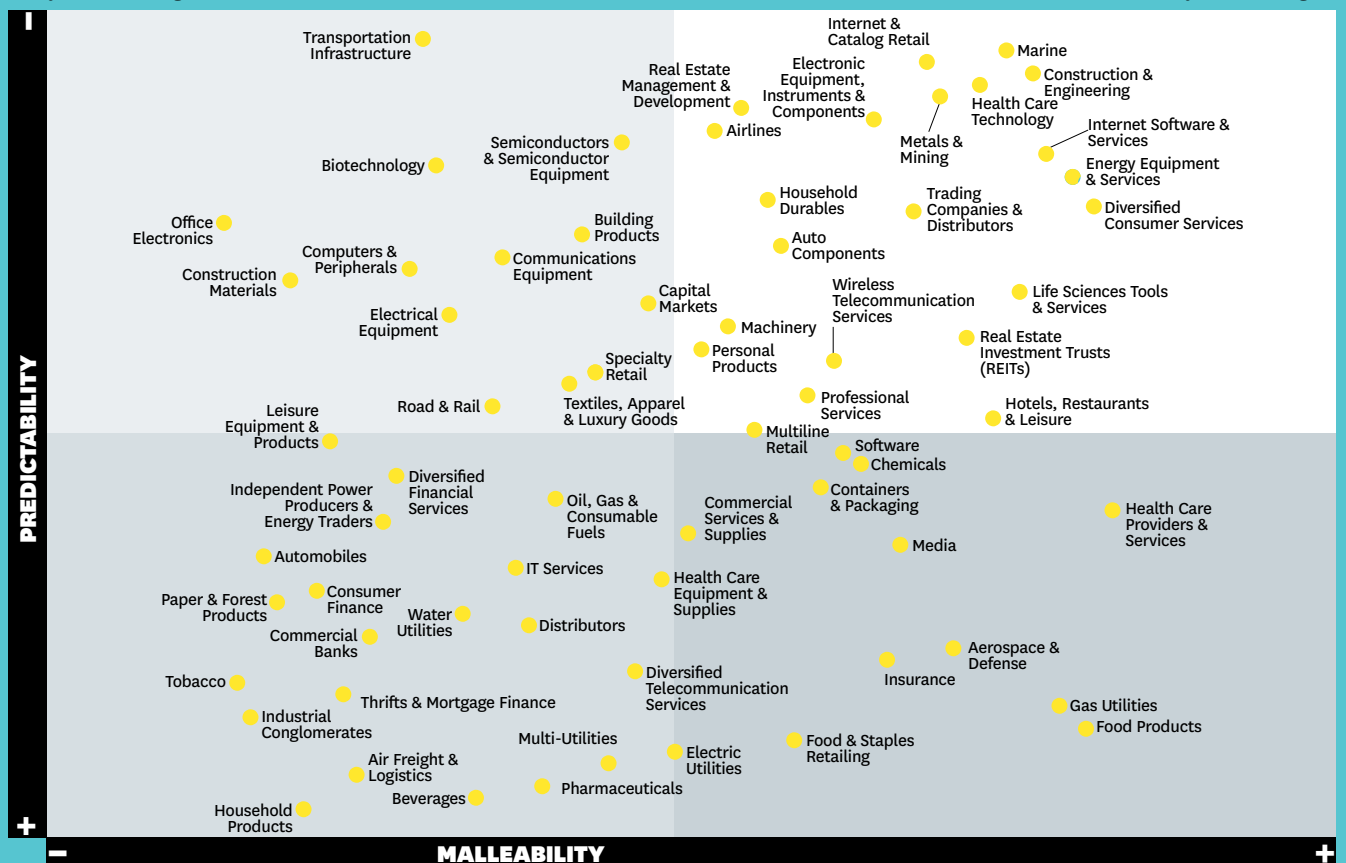 Transportation
Infrastructure
Internet &
Catalog Retail
Marine
Construction &
Engineering
Electronic
Equipment,
Instruments &
Components
Real Estate
Management &
Development
Health Care
Technology
Airlines
Metals &
Mining
Internet Software &
Services
Semiconductors
& Semiconductor
Equipment
Biotechnology
Energy Equipment
& Services
Household
Durables
Trading
Companies &
Distributors
Diversified
Consumer Services
Office
Electronics
Building
Products
Auto
Components
Computers &
Peripherals
Communications
Equipment
Construction
Materials
Capital
Markets
Wireless
Telecommunication
Services
Life Sciences Tools
& Services
Electrical
Equipment
Machinery
Real Estate
Investment Trusts
(REITs)
Personal
Products
Specialty
Retail
Textiles, Apparel
& Luxury Goods
Road & Rail
Professional
Services
Hotels, Restaurants
& Leisure
Leisure
Equipment &
Products
Multiline
Retail
Software
Chemicals
Diversified
Financial
Services
Independent Power
Producers &
Energy Traders
Oil, Gas &
Consumable
Fuels
Containers
& Packaging
Commercial
Services &
Supplies
Health Care
Providers &
Services
Media
Automobiles
IT Services
Health Care
Equipment &
Supplies
Consumer
Finance
Paper & Forest
Products
Water
Utilities
Distributors
Commercial
Banks
Aerospace &
Defense
Insurance
Diversified
Telecommunication
Services
Tobacco
Thrifts & Mortgage Finance
Gas Utilities
Industrial
Conglomerates
Food Products
Multi-Utilities
Food & Staples
Retailing
Electric
Utilities
Air Freight &
Logistics
Pharmaceuticals
Beverages
Household
Products
PREDICTABILITY
–
+
MALLEABILITY
–
+